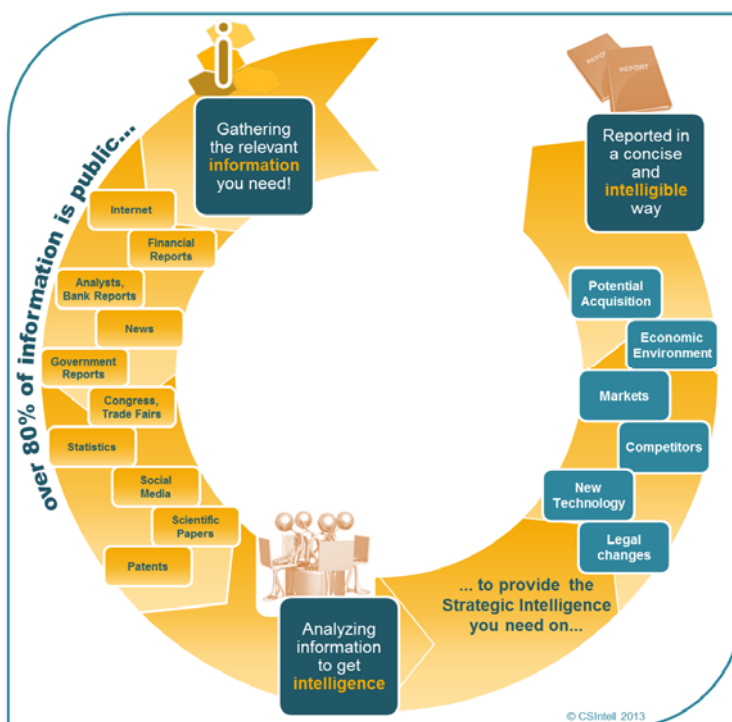 over 80% of information is public...
Gathering
the relevant
information
you need!
Internet
Financial
Reports
Analysts,
Bank Reports
News
Government
Reports
Congress,
Trade Fairs
Statistics
Social
Media
Scientific
Papers
Patents
Analyzing
information
to get
intelligence
... to provide the
Strategic Intelligence
you need on...
REPORT
REPORT
Reported in
a concise
and
intelligible
way
Potential
Acquisition
Economic
Environment
Markets
Competitors
New
Technology
Legal
changes
© CSIntell 2013